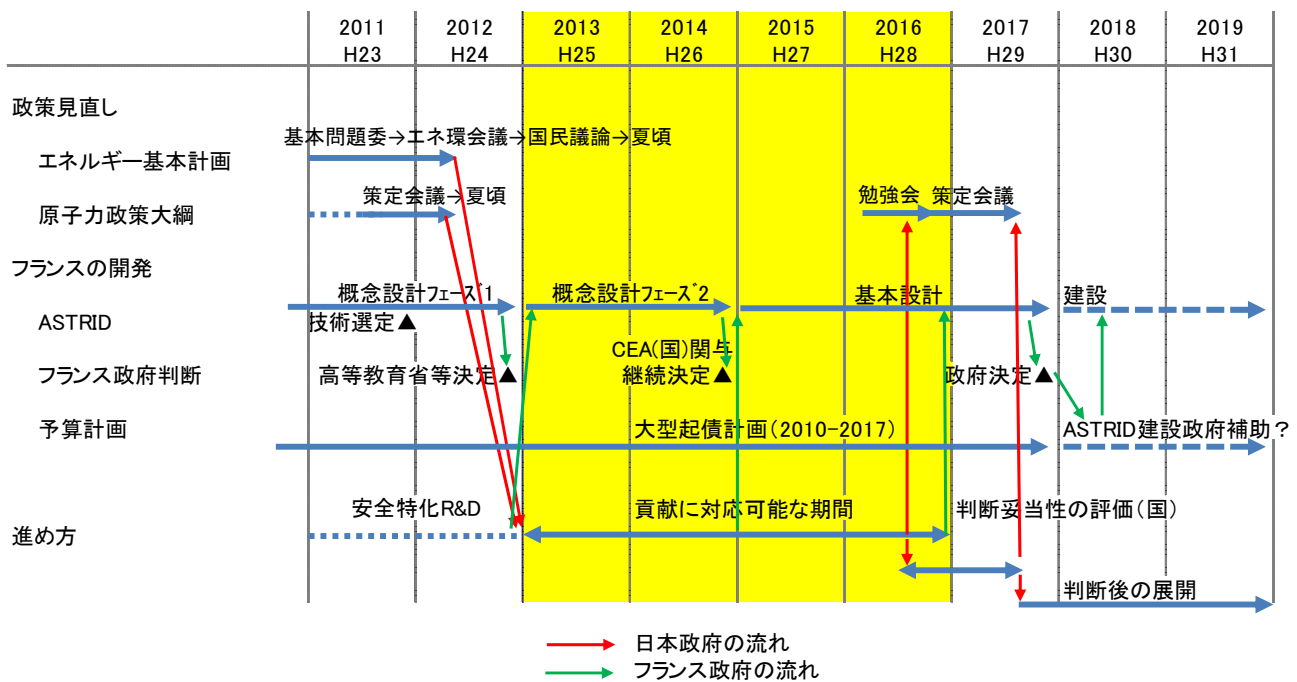 2011 2012 2013 2014 2015 2016 2017 2018 2019
H23 H24 H25 H26 H27 H28 H29 H30 H31
政策見直し
基本問題委→エネ環会議→国民議論→夏頃
エネルギー基本計画
策定会議→夏頃 勉強会 策定会議
原子力政策大綱
フランスの開発
概念設計フェーズ1 概念設計フェーズ2 基本設計 建設
ASTRID 技術選定▲
CEA(国)関与
フランス政府判断 高等教育省等決定▲ 継続決定▲ 政府決定▲
予算計画 大型起債計画(2010-2017) ASTRID建設政府補助?
安全特化R&D 貢献に対応可能な期間 判断妥当性の評価(国)
進め方
判断後の展開
日本政府の流れ
フランス政府の流れ